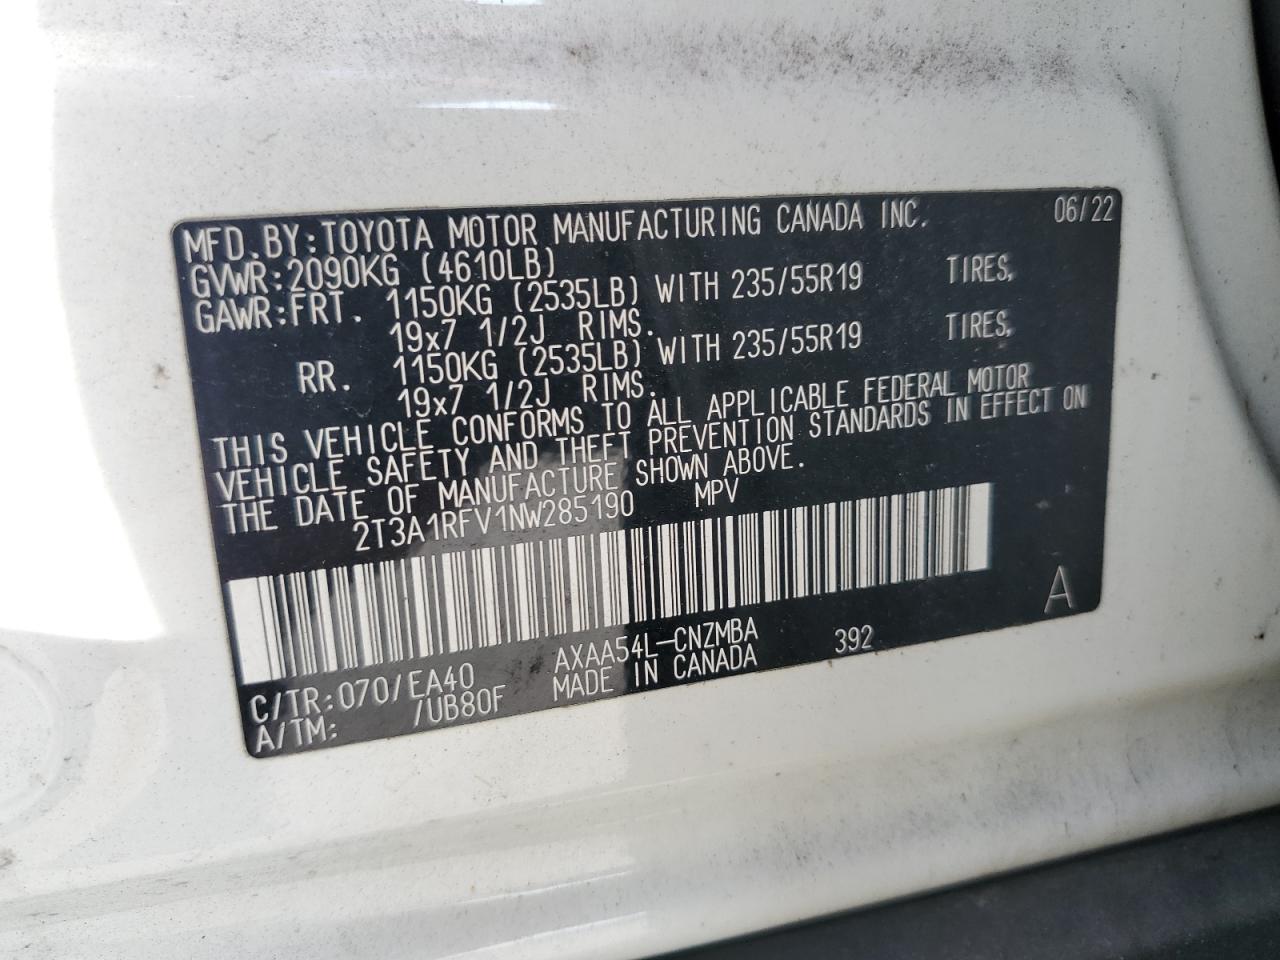 MFD.BY:TOYOTA MOTOR MANUFACTURING CANADA INC. 06/22
GVWR:2090KG (4610LB)
GAWR:FRT. 1150KG (2535LB) WITH 235/55R19 TIRES,
19x7 1/2J RIMS.
RR. 1150KG (2535LB) WITH 235/55R19 TIRES,
19x7 1/2J RIMS.
THIS VEHICLE CONFORMS TO ALL APPLICABLE FEDERAL MOTOR
VEHICLE SAFETY AND THEFT PREVENTION STANDARDS IN EFFECT ON
THE DATE OF MANUFACTURE SHOWN ABOVE.
2T3A1RFV1NW285190 MPV
A
C/TR:070/EA40 AXAA54L-CNZMBA 392
A/TM: /UB80F MADE IN CANADA